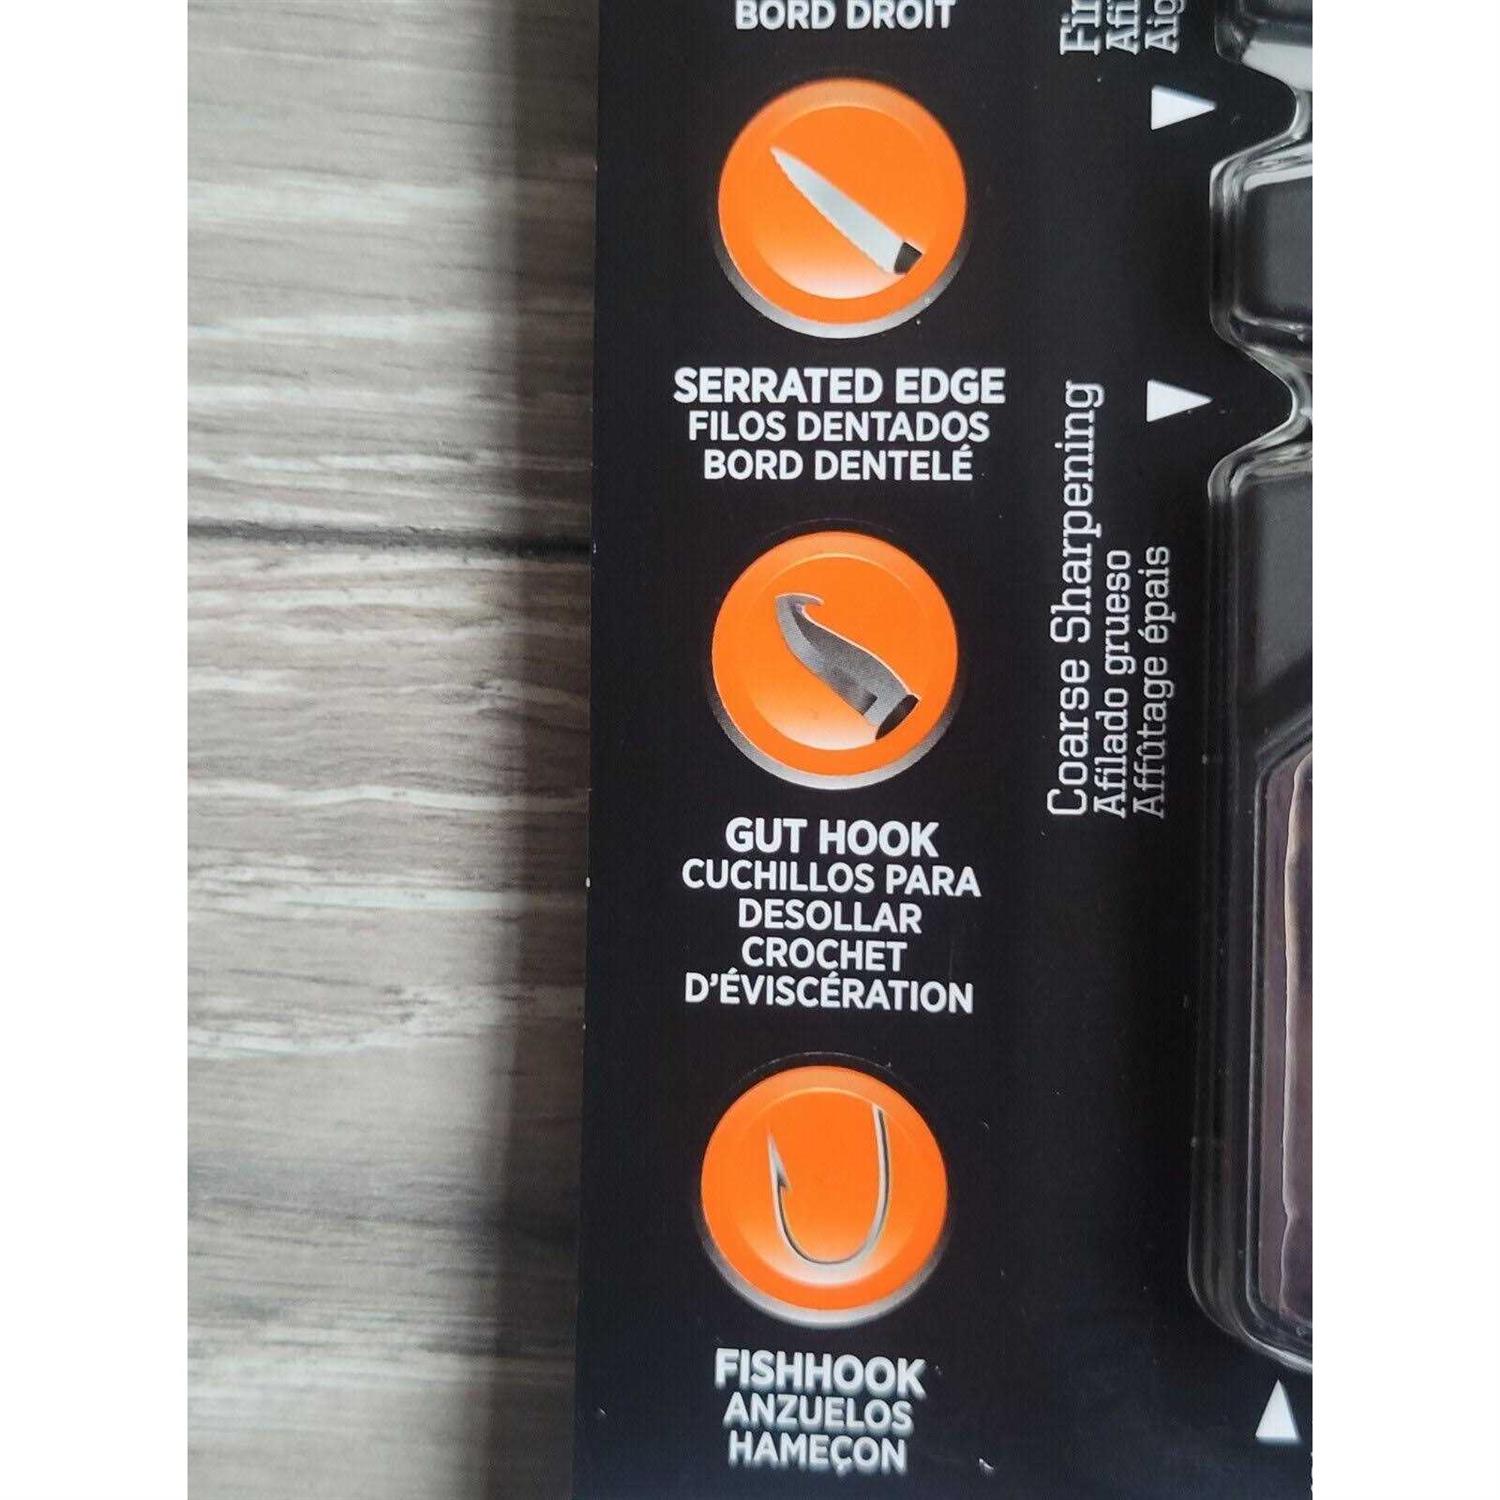 BORD DROIT
SERRATED EDGE
FILOS DENTADOS
BORD DENTELÉ
GUT HOOK
CUCHILLOS PARA
DESOLLAR
CROCHET
D'ÉVISCÉRATION
FISHHOOK
ANZUELOS
HAMEÇON
Coarse Sharpening
Afilado grueso
Affûtage épais